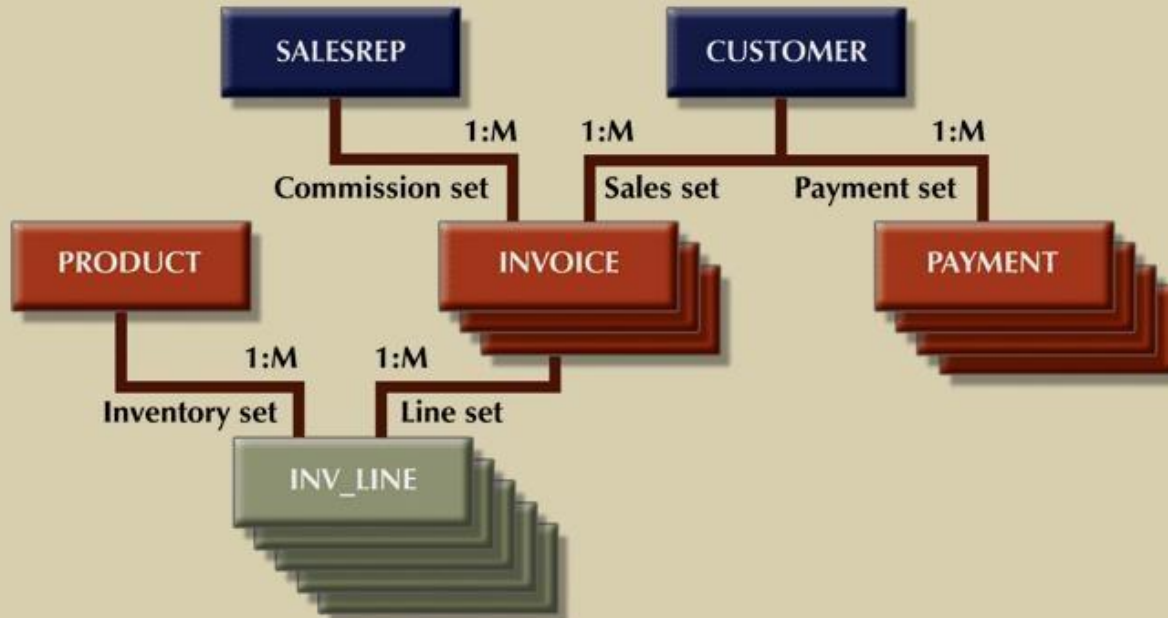 SALESREP
CUSTOMER
1:M
1:M
1:M
Commission set
Sales set
Payment set
PRODUCT
INVOICE
PAYMENT
1:M
1:M
Inventory set
Line set
INV_LINE